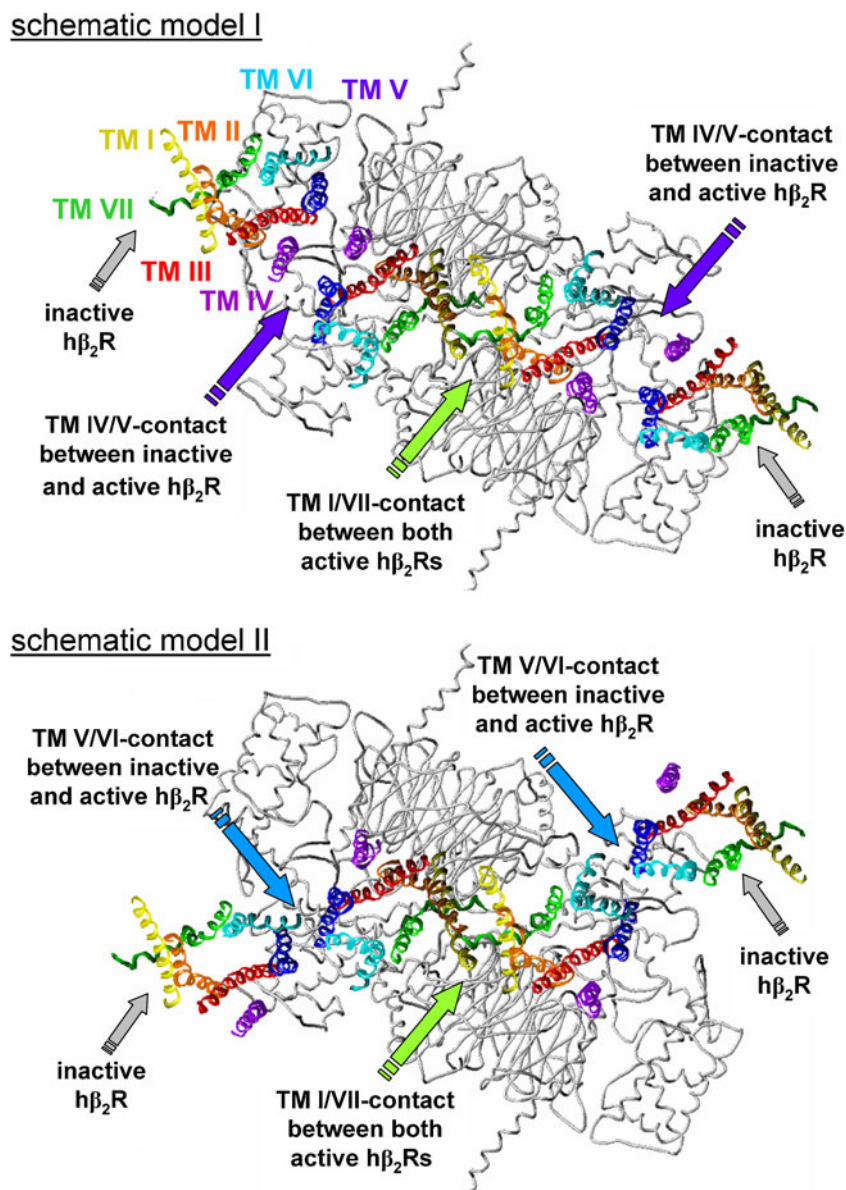 schematic model I
TM VI
TM V
TM I
TM II
TM IV/V-contact
between inactive
and active hβ₂R
TM VII
TM III
TM IV
inactive
hβ₂R
TM IV/V-contact
between inactive
and active hβ₂R
TM I/VII-contact
between both
active hβ₂Rs
inactive
hβ₂R
schematic model II
TM V/VI-contact
between inactive
and active hβ₂R
TM V/VI-contact
between inactive
and active hβ₂R
inactive
hβ₂R
inactive
hβ₂R
TM I/VII-contact
between both
active hβ₂Rs